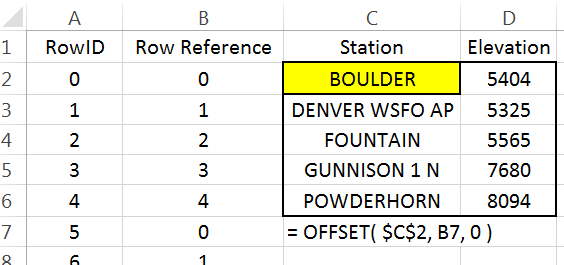 A B C D
1 RowID Row Reference Station Elevation
2 0 0 BOULDER 5404
3 1 1 DENVER WSFO AP 5325
4 2 2 FOUNTAIN 5565
5 3 3 GUNNISON 1 N 7680
6 4 4 POWDERHORN 8094
7 5 0 = OFFSET( $C$2, B7, 0 )
8 6 1